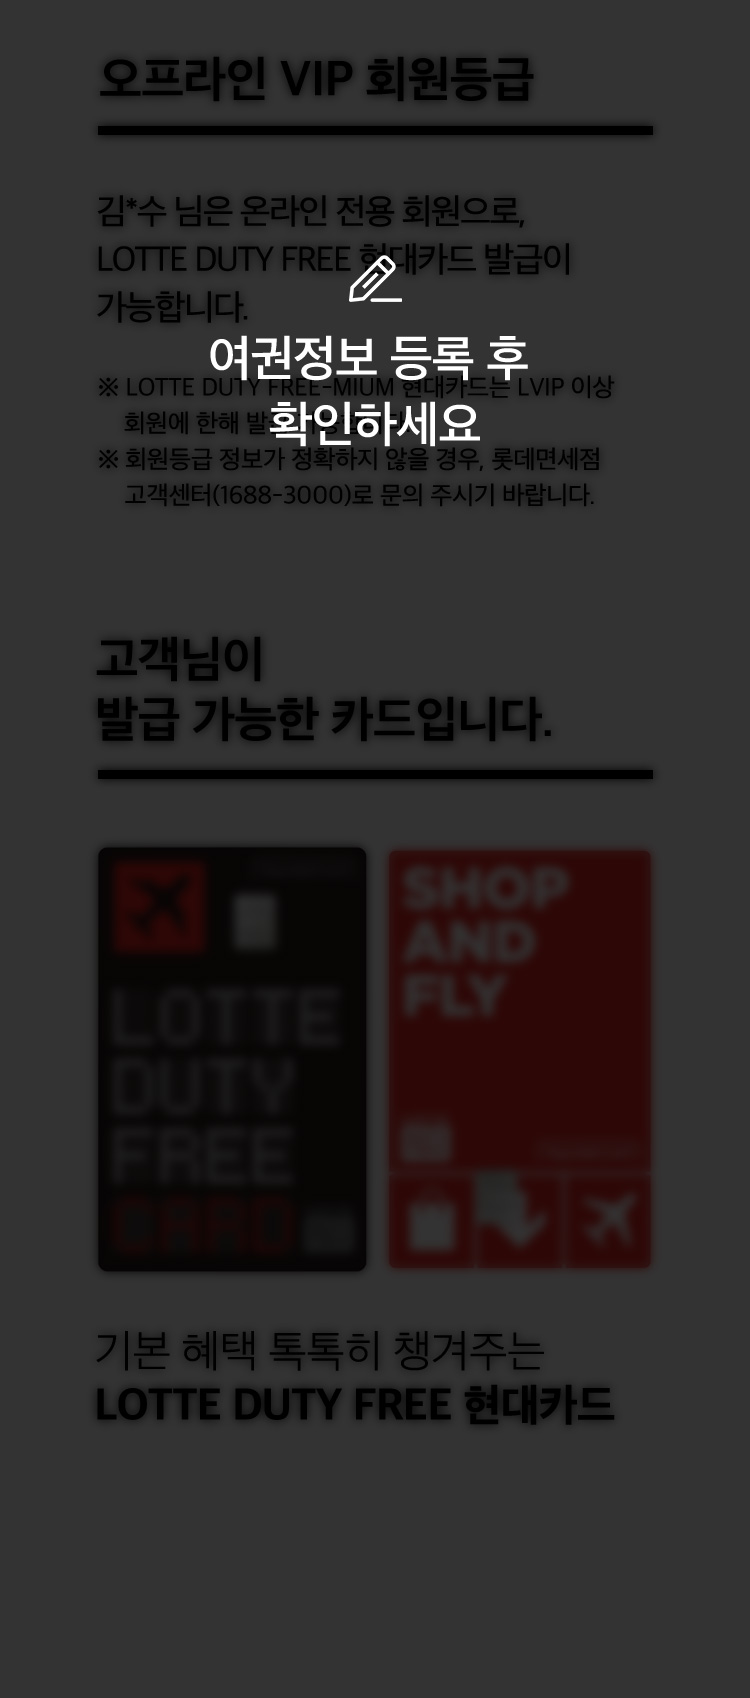 오프라인 VIP 회원등급
김*수 님은 온라인 전용 회원으로,
LOTTE DUTY FREE 현대카드 발급이
가능합니다.
여권정보 등록 후
확인하세요
※ LOTTE DUTY FREE-MIUM 현대카드는 LVIP 이상
회원에 한해
※ 회원등급 정보가 정확하지 않을 경우, 롯데면세점
고객센터(1688-3000)로 문의 주시기 바랍니다.
고객님이
발급 가능한 카드입니다.
LOTTE
DUTY
FREE
CARD
SHOP
AND
FLY
기본 혜택 톡톡히 챙겨주는
LOTTE DUTY FREE 현대카드